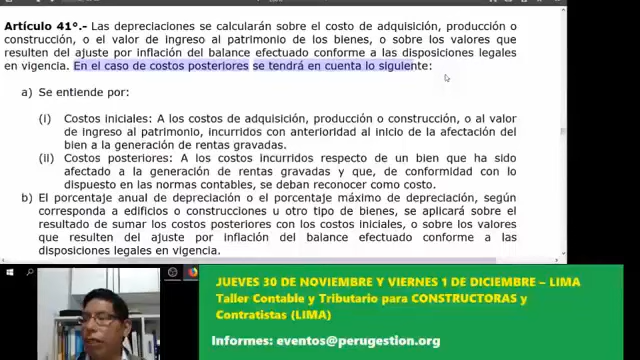 Artículo 41°.- Las depreciaciones se calcularán sobre el costo de adquisición, producción o
construcción, o el valor de ingreso al patrimonio de los bienes, o sobre los valores que
resulten del ajuste por inflación del balance efectuado conforme a las disposiciones legales
en vigencia. En el caso de costos posteriores se tendrá en cuenta lo siguiente:
a) Se entiende por:
(i) Costos iniciales: A los costos de adquisición, producción o construcción, o al valor
de ingreso al patrimonio, incurridos con anterioridad al inicio de la afectación del
bien a la generación de rentas gravadas.
(ii) Costos posteriores: A los costos incurridos respecto de un bien que ha sido
afectado a la generación de rentas gravadas y que, de conformidad con lo
dispuesto en las normas contables, se deban reconocer como costo.
b) El porcentaje anual de depreciación o el porcentaje máximo de depreciación, según
corresponda a edificios o construcciones u otro tipo de bienes, se aplicará sobre el
resultado de sumar los costos posteriores con los costos iniciales, o sobre los valores
que resulten del ajuste por inflación del balance efectuado conforme a las
disposiciones legales en vigencia.
JUEVES 30 DE NOVIEMBRE Y VIERNES 1 DE DICIEMBRE – LIMA
Taller Contable y Tributario para CONSTRUCTORAS y
Contratistas (LIMA)
Informes: eventos@perugestion.org